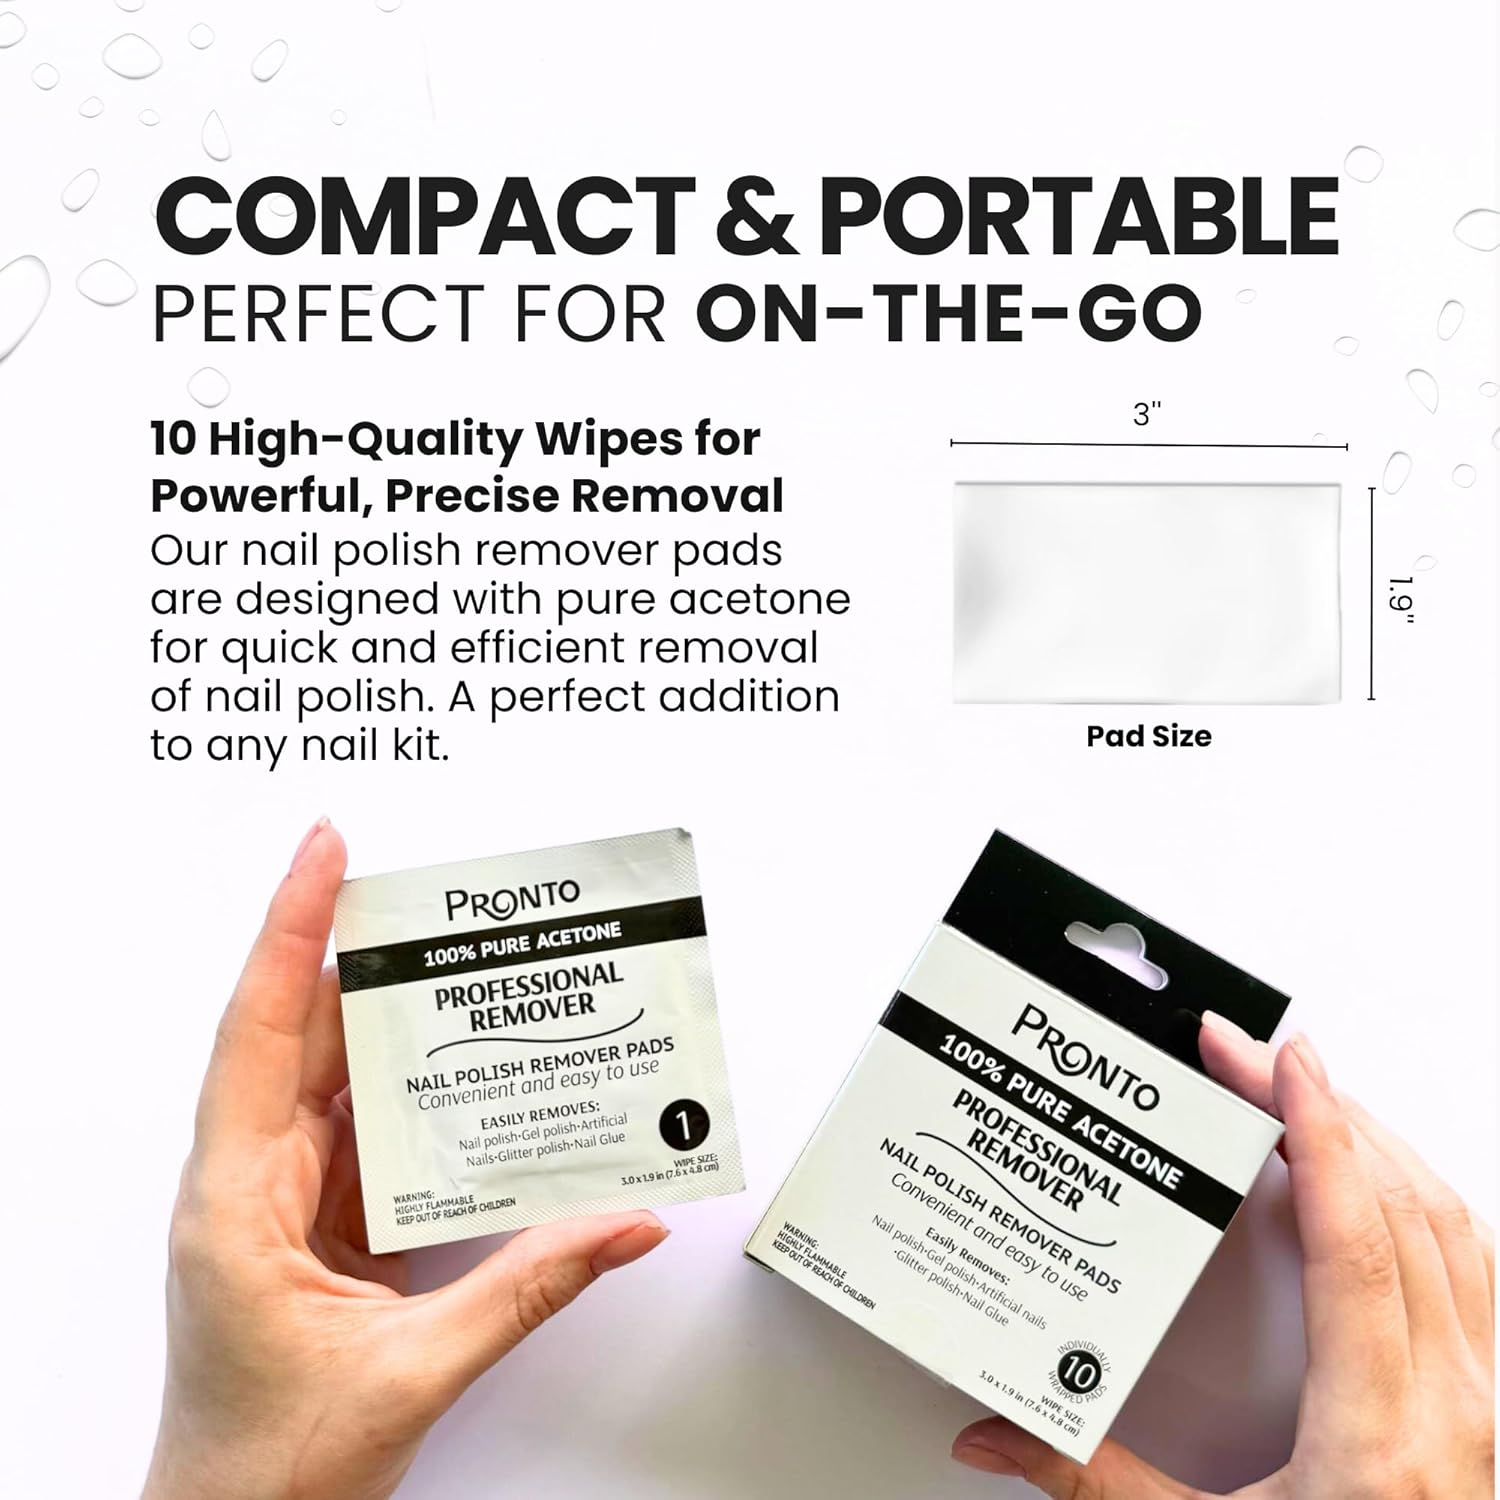 COMPACT & PORTABLE
PERFECT FOR ON-THE-GO
10 High-Quality Wipes for
Powerful, Precise Removal
Our nail polish remover pads
are designed with pure acetone
for quick and efficient removal
of nail polish. A perfect addition
to any nail kit.
3"
1.9"
Pad Size
PRONTO
100% PURE ACETONE
PROFESSIONAL
REMOVER
NAIL POLISH REMOVER PADS
Convenient and easy to use
EASILY REMOVES:
Nail polish•Gel polish•Artificial
Nails•Glitter polish•Nail Glue
1
WIPE SIZE:
3.0 x 1.9 in (7.6 x 4.8 cm)
WARNING:
HIGHLY FLAMMABLE
KEEP OUT OF REACH OF CHILDREN
PRONTO
100% PURE ACETONE
PROFESSIONAL
REMOVER
NAIL POLISH REMOVER PADS
Convenient and easy to use
Easily Removes:
Nail polish•Gel polish•Artificial nails
•Glitter polish•Nail Glue
WARNING:
HIGHLY FLAMMABLE
KEEP OUT OF REACH OF CHILDREN
INDIVIDUALLY
10
WRAPPED PADS
WIPE SIZE:
3.0 x 1.9 in (7.6 x 4.8 cm)